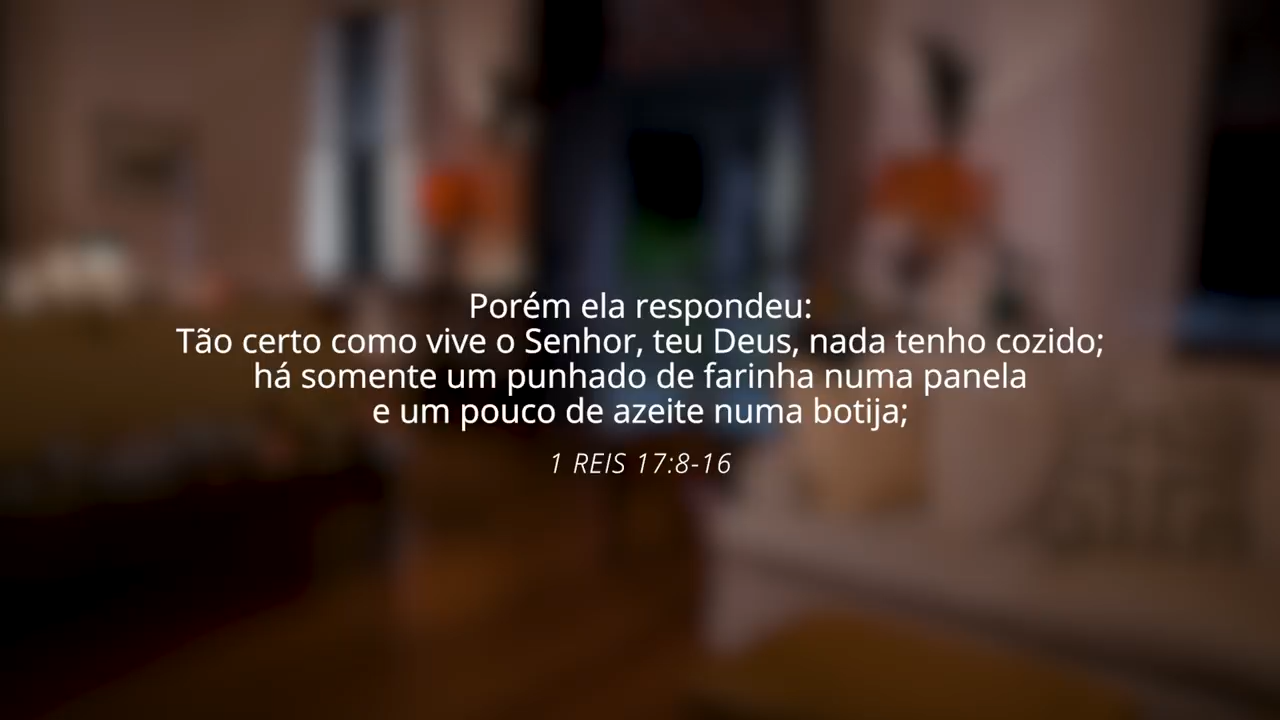 Porém ela respondeu:
Tão certo como vive o Senhor, teu Deus, nada tenho cozido;
há somente um punhado de farinha numa panela
e um pouco de azeite numa botija;
1 REIS 17:8-16